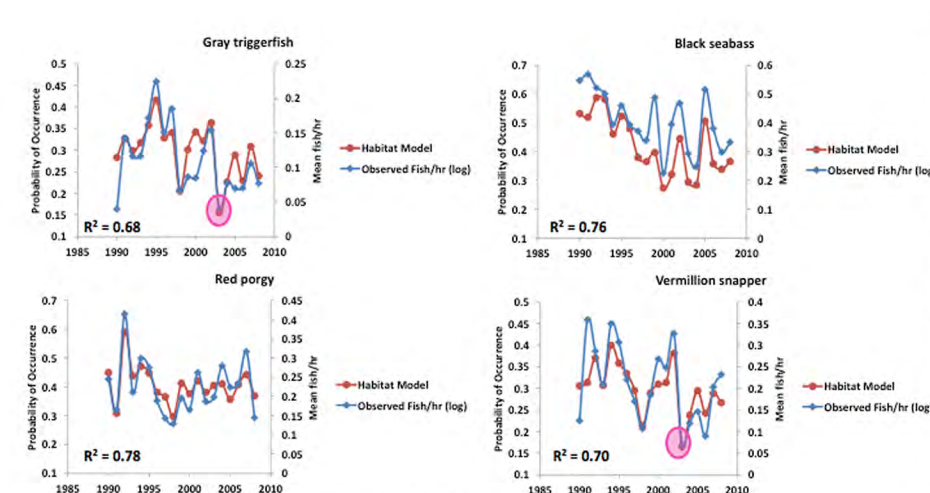 Gray triggerfish
Probability of Occurrence
0.5
0.45
0.4
0.35
0.3
0.25
0.2
0.15
0.1
0.25
0.2
0.15
0.1
0.05
0
Mean fish/hr
Habitat Model
Observed Fish/hr (log)
R² = 0.68
1985 1990 1995 2000 2005 2010
Black seabass
Probability of Occurrence
0.7
0.6
0.5
0.4
0.3
0.2
0.1
0.6
0.5
0.4
0.3
0.2
0.1
0
Mean fish/hr
Habitat Model
Observed Fish/hr (log
R² = 0.76
1985 1990 1995 2000 2005 2010
Red porgy
Probability of Occurrence
0.7
0.6
0.5
0.4
0.3
0.2
0.1
0.45
0.4
0.35
0.3
0.25
0.2
0.15
0.1
0.05
0
Mean fish/hr
Habitat Model
Observed Fish/hr (log)
R² = 0.78
1985 1990 1995 2000 2005 2010
Vermillion snapper
Probability of Occurrence
0.5
0.45
0.4
0.35
0.3
0.25
0.2
0.15
0.1
0.4
0.35
0.3
0.25
0.2
0.15
0.1
0.05
0
Mean fish/hr
Habitat Model
Observed Fish/hr (log
R² = 0.70
1985 1990 1995 2000 2005 2010